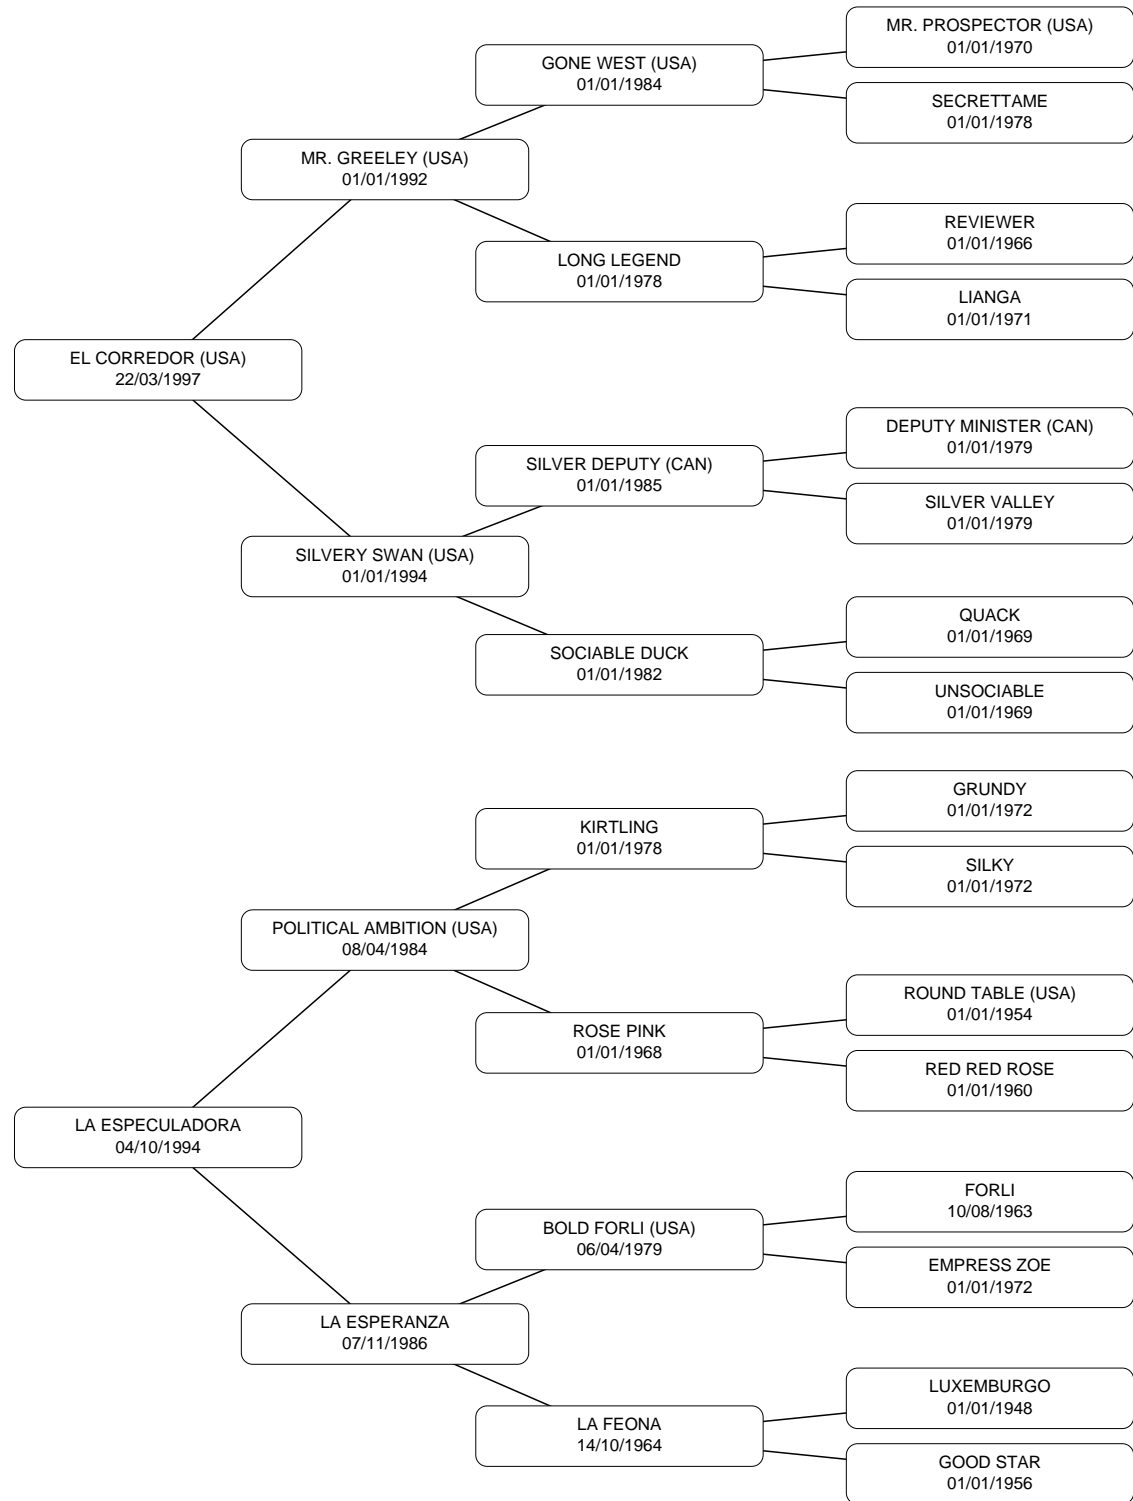 MR. PROSPECTOR (USA)
01/01/1970
GONE WEST (USA)
01/01/1984
SECRETTAME
01/01/1978
MR. GREELEY (USA)
01/01/1992
REVIEWER
01/01/1966
LONG LEGEND
01/01/1978
LIANGA
01/01/1971
EL CORREDOR (USA)
22/03/1997
DEPUTY MINISTER (CAN)
01/01/1979
SILVER DEPUTY (CAN)
01/01/1985
SILVER VALLEY
01/01/1979
SILVERY SWAN (USA)
01/01/1994
QUACK
01/01/1969
SOCIABLE DUCK
01/01/1982
UNSOCIABLE
01/01/1969
GRUNDY
01/01/1972
KIRTLING
01/01/1978
SILKY
01/01/1972
POLITICAL AMBITION (USA)
08/04/1984
ROUND TABLE (USA)
01/01/1954
ROSE PINK
01/01/1968
RED RED ROSE
01/01/1960
LA ESPECULADORA
04/10/1994
FORLI
10/08/1963
BOLD FORLI (USA)
06/04/1979
EMPRESS ZOE
01/01/1972
LA ESPERANZA
07/11/1986
LUXEMBURGO
01/01/1948
LA FEONA
14/10/1964
GOOD STAR
01/01/1956